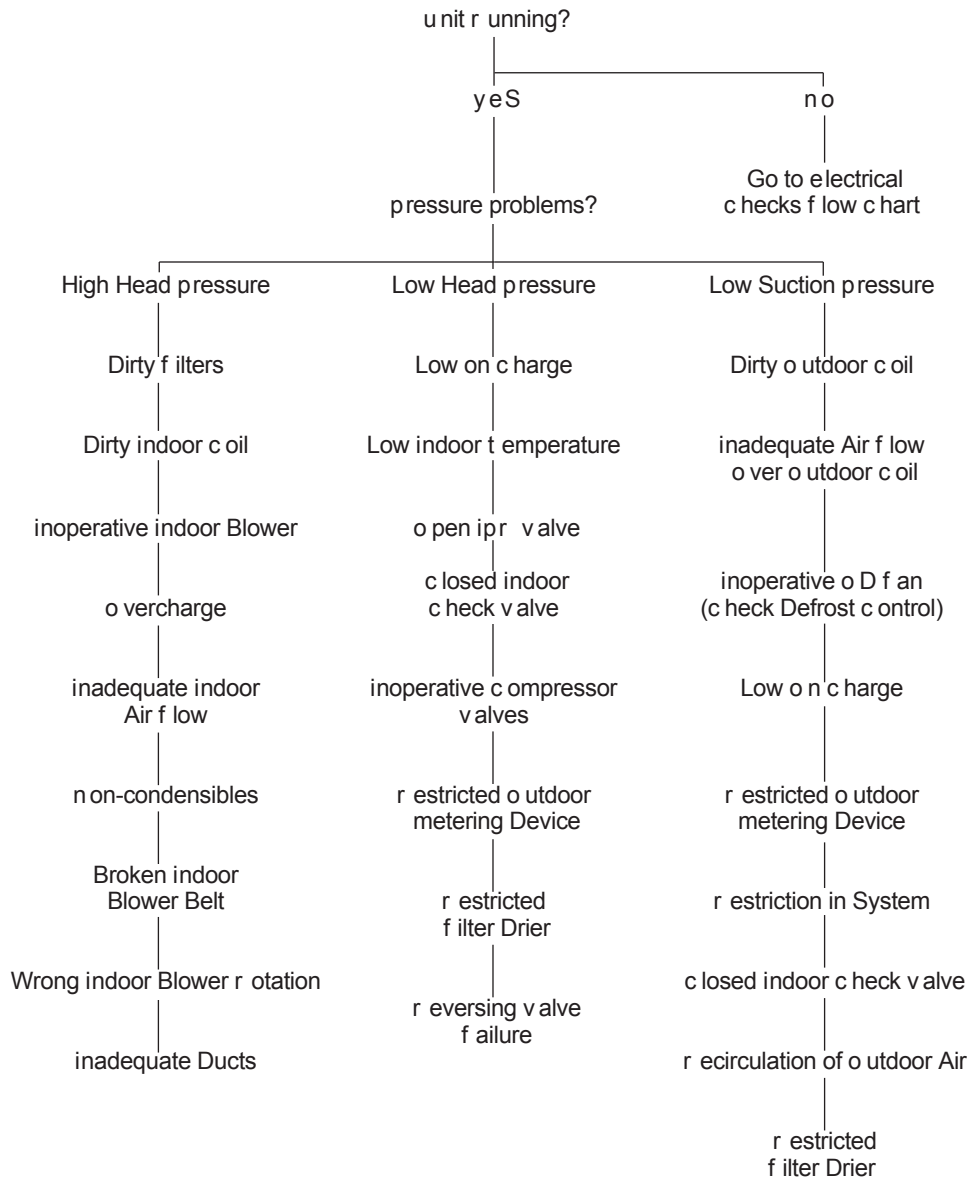 unit running?
yeS
no
Go to electrical
checks flow chart
pressure problems?
High Head pressure
Dirty filters
Dirty indoor coil
inoperative indoor Blower
overcharge
inadequate indoor
Air flow
non-condensibles
Broken indoor
Blower Belt
Wrong indoor Blower rotation
inadequate Ducts
Low Head pressure
Low on charge
Low indoor temperature
open ipr valve
closed indoor
check valve
inoperative compressor
valves
restricted outdoor
metering Device
restricted
filter Drier
reversing valve
failure
Low Suction pressure
Dirty outdoor coil
inadequate Air flow
over outdoor coil
inoperative oD fan
(check Defrost control)
Low on charge
restricted outdoor
metering Device
restriction in System
closed indoor check valve
recirculation of outdoor Air
restricted
filter Drier